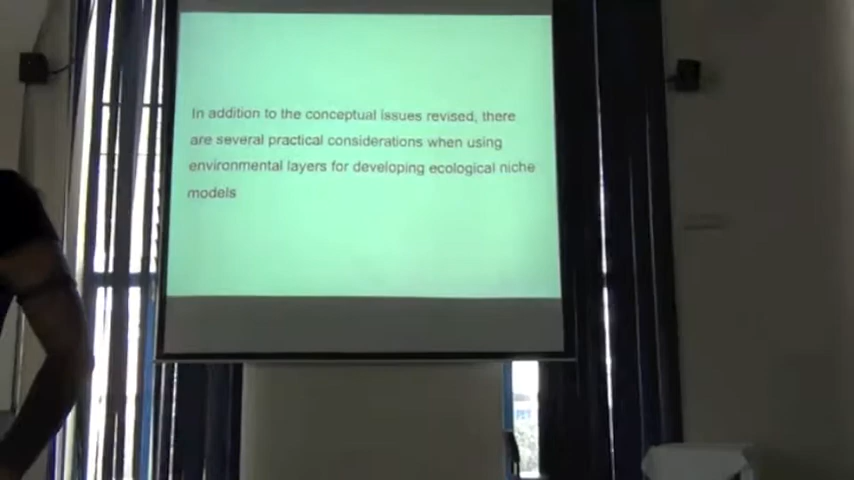 In addition to the conceptual issues revised, there
are several practical considerations when using
environmental layers for developing ecological niche
models